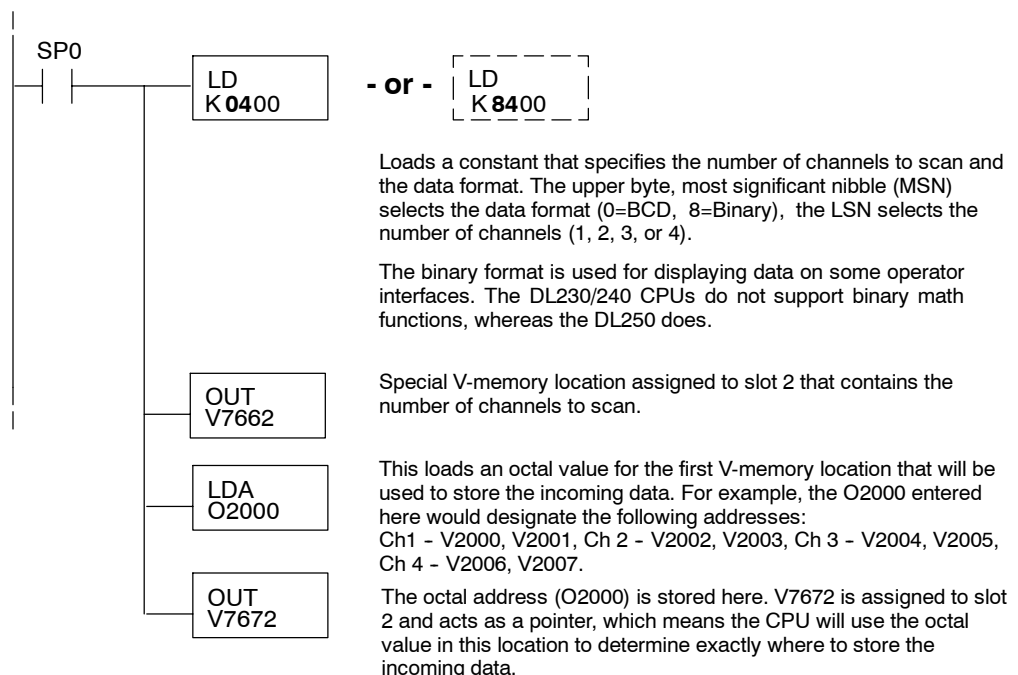 SP0
LD
K0400
- or -
LD
K8400
Loads a constant that specifies the number of channels to scan and
the data format. The upper byte, most significant nibble (MSN)
selects the data format (0=BCD, 8=Binary), the LSN selects the
number of channels (1, 2, 3, or 4).
The binary format is used for displaying data on some operator
interfaces. The DL230/240 CPUs do not support binary math
functions, whereas the DL250 does.
OUT
V7662
Special V-memory location assigned to slot 2 that contains the
number of channels to scan.
LDA
O2000
This loads an octal value for the first V-memory location that will be
used to store the incoming data. For example, the O2000 entered
here would designate the following addresses:
Ch1 - V2000, V2001, Ch 2 - V2002, V2003, Ch 3 - V2004, V2005,
Ch 4 - V2006, V2007.
OUT
V7672
The octal address (O2000) is stored here. V7672 is assigned to slot
2 and acts as a pointer, which means the CPU will use the octal
value in this location to determine exactly where to store the
incoming data.